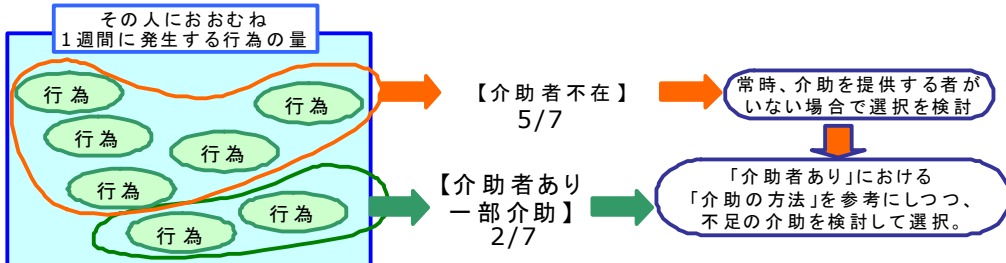 その人におおむね
1週間に発生する行為の量
行為
行為
行為
行為
行為
行為
行為
【介助者不在】
5/7
常時、介助を提供する者が
いない場合で選択を検討
【介助者あり
一部介助】
2/7
「介助者あり」における
「介助の方法」を参考にしつつ、
不足の介助を検討して選択。